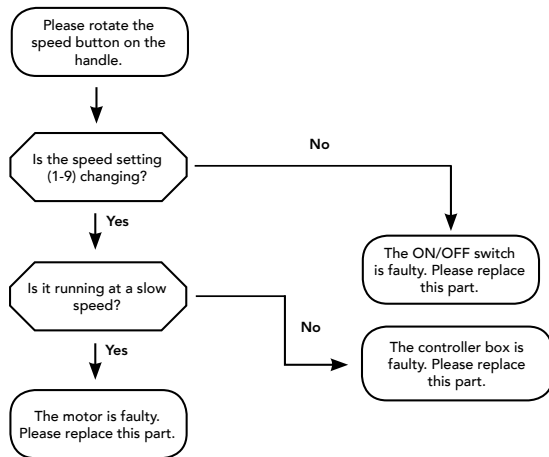 Please rotate the
speed button on the
handle.
Is the speed setting
(1-9) changing?
No
Yes
The ON/OFF switch
is faulty. Please replace
this part.
Is it running at a slow
speed?
No
Yes
The controller box is
faulty. Please replace
this part.
The motor is faulty.
Please replace this part.